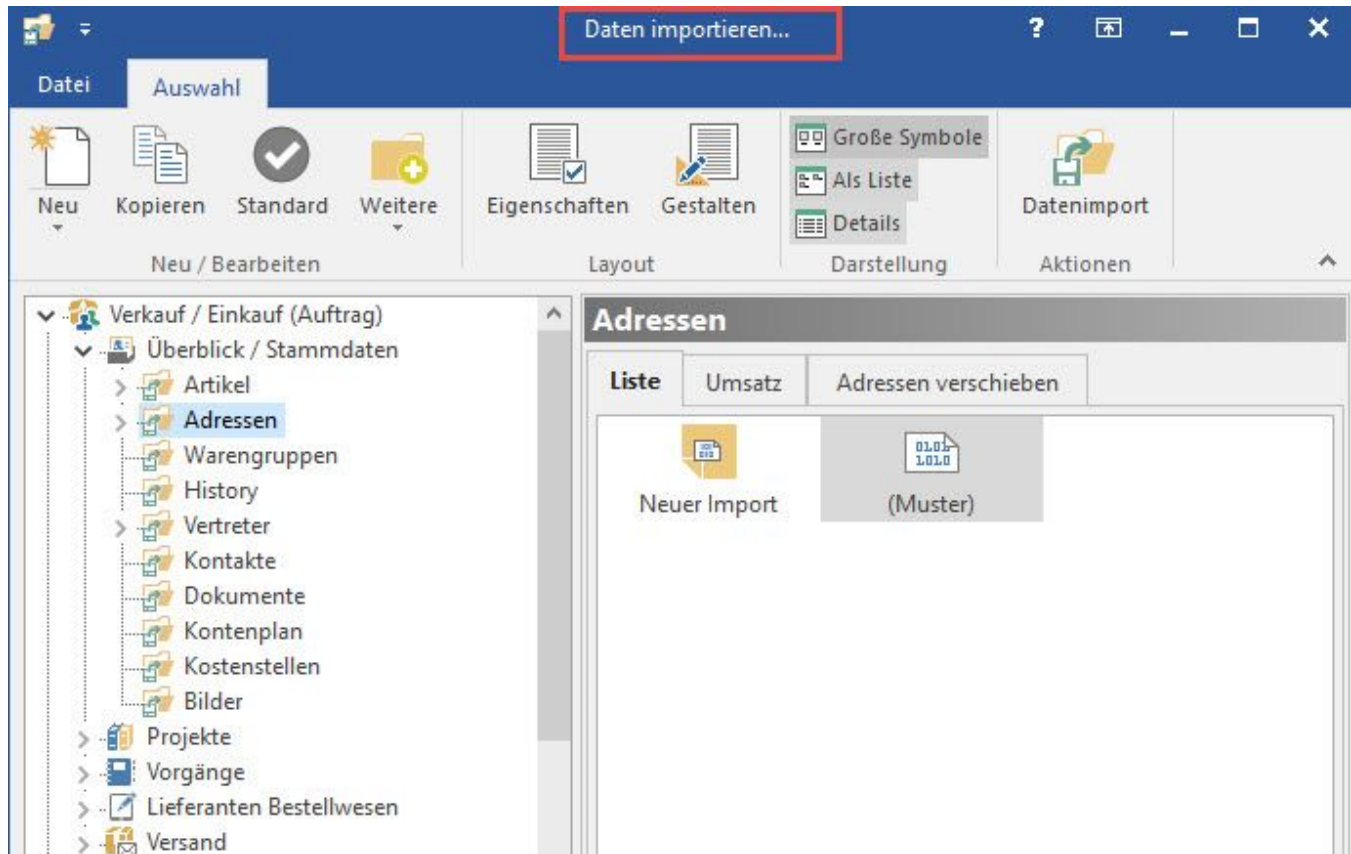 Daten importieren...
?
Datei Auswahl
Neu Kopieren Standard Weitere Eigenschaften Gestalten Große Symbole Als Liste Details Datenimport
Neu / Bearbeiten Layout Darstellung Aktionen
Verkauf / Einkauf (Auftrag)
Überblick / Stammdaten
Artikel
Adressen
Warengruppen
History
Vertreter
Kontakte
Dokumente
Kontenplan
Kostenstellen
Bilder
Projekte
Vorgänge
Lieferanten Bestellwesen
Versand
Adressen
Liste Umsatz Adressen verschieben
Neuer Import (Muster)